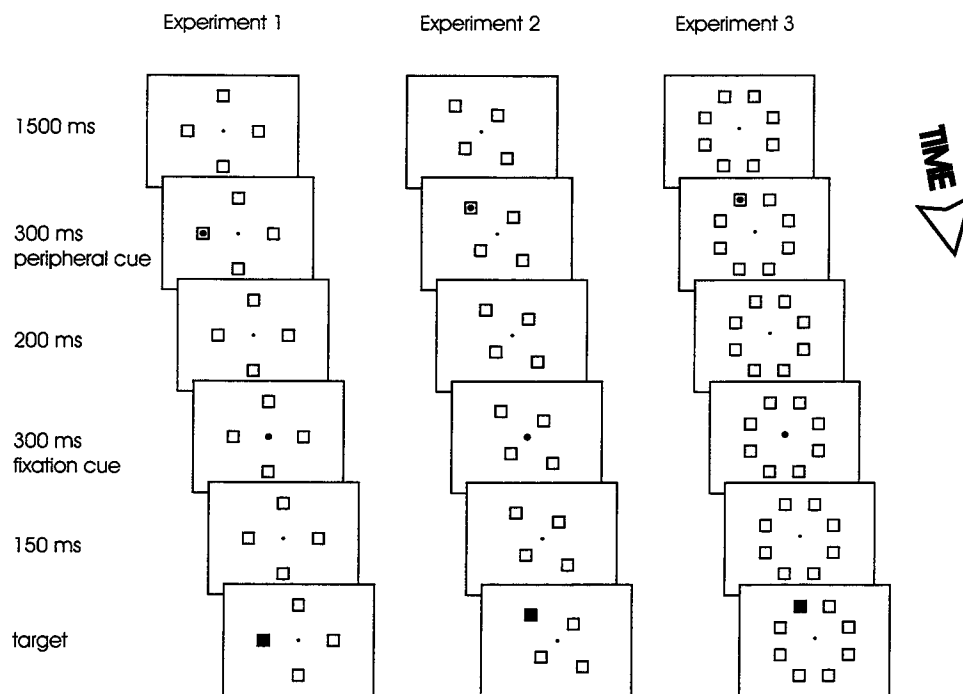 Experiment 1
Experiment 2
Experiment 3
1500 ms
TIME
300 ms
peripheral cue
200 ms
300 ms
fixation cue
150 ms
target